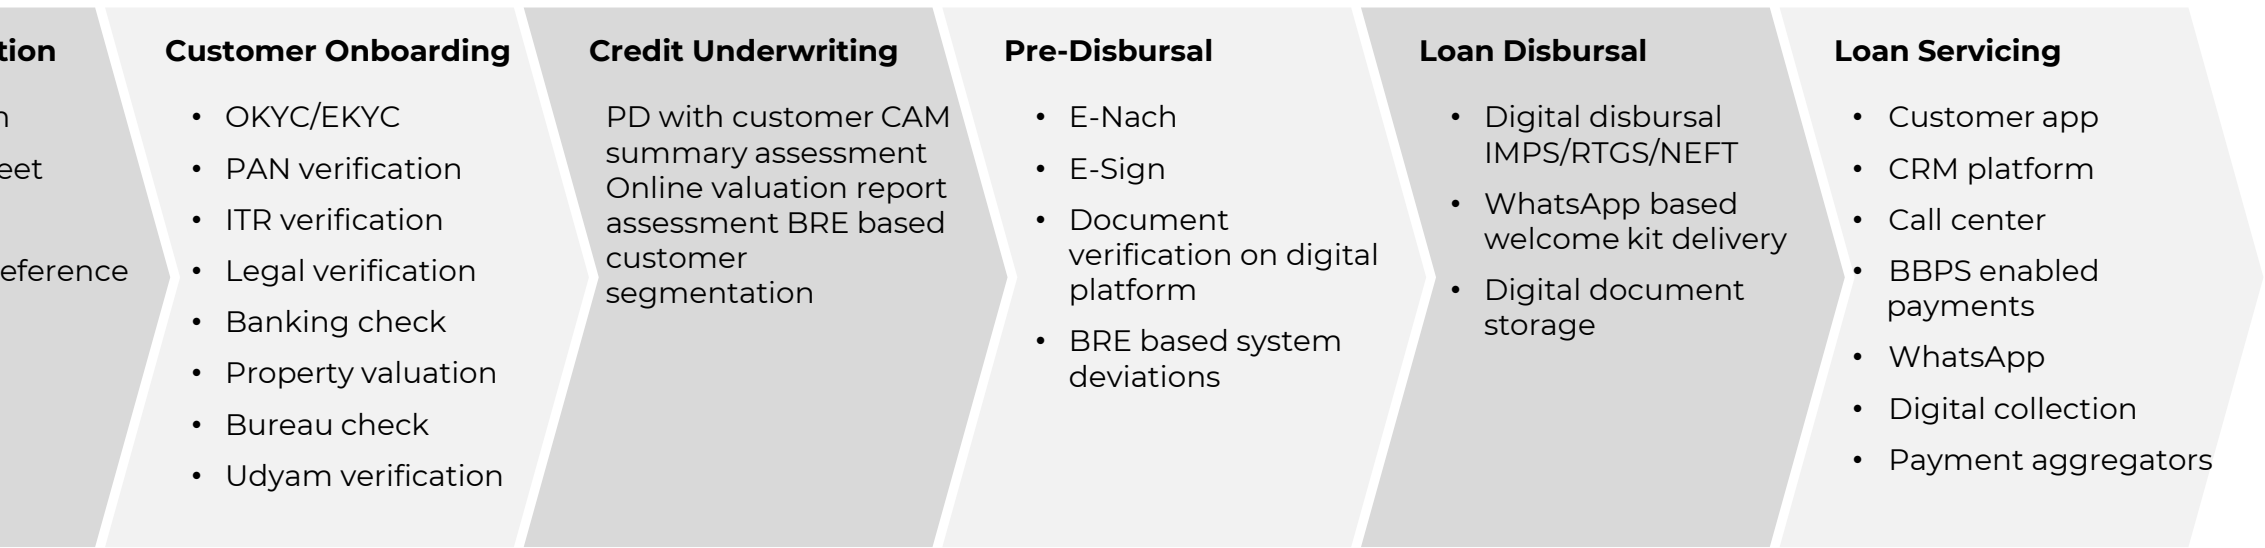 Customer Onboarding
• OKYC/EKYC
• PAN verification
• ITR verification
• Legal verification
• Banking check
• Property valuation
• Bureau check
• Udyam verification
Credit Underwriting
PD with customer CAM
summary assessment
Online valuation report
assessment BRE based
customer
segmentation
Pre-Disbursal
• E-Nach
• E-Sign
• Document
verification on digital
platform
• BRE based system
deviations
Loan Disbursal
• Digital disbursal
IMPS/RTGS/NEFT
• WhatsApp based
welcome kit delivery
• Digital document
storage
Loan Servicing
• Customer app
• CRM platform
• Call center
• BBPS enabled
payments
• WhatsApp
• Digital collection
• Payment aggregators